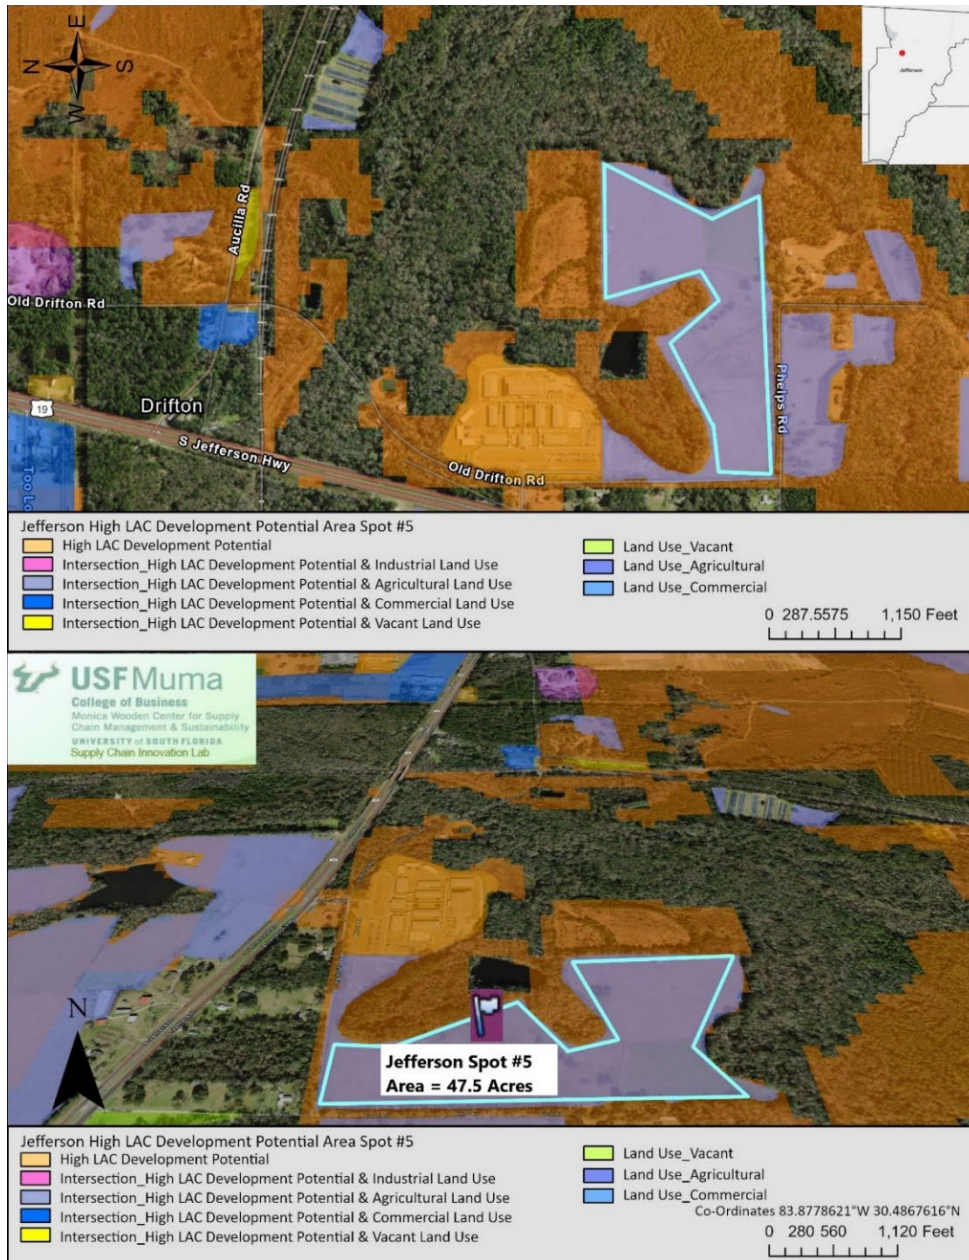 E
N
S
W
Jefferson
Aucilla Rd
Old Drifton Rd
Phelps Rd
19
Drifton
S Jefferson Hwy
Old Drifton Rd
Too Lo
Jefferson High LAC Development Potential Area Spot #5
High LAC Development Potential
Intersection_High LAC Development Potential & Industrial Land Use
Intersection_High LAC Development Potential & Agricultural Land Use
Intersection_High LAC Development Potential & Commercial Land Use
Intersection_High LAC Development Potential & Vacant Land Use
Land Use_Vacant
Land Use_Agricultural
Land Use_Commercial
0 287.5575 1,150 Feet
USF Muma
College of Business
Monica Wooden Center for Supply
Chain Management & Sustainability
UNIVERSITY of SOUTH FLORIDA
Supply Chain Innovation Lab
N
Jefferson Spot #5
Area = 47.5 Acres
Jefferson High LAC Development Potential Area Spot #5
High LAC Development Potential
Intersection_High LAC Development Potential & Industrial Land Use
Intersection_High LAC Development Potential & Agricultural Land Use
Intersection_High LAC Development Potential & Commercial Land Use
Intersection_High LAC Development Potential & Vacant Land Use
Land Use_Vacant
Land Use_Agricultural
Land Use_Commercial
Co-Ordinates 83.8778621°W 30.4867616°N
0 280 560 1,120 Feet